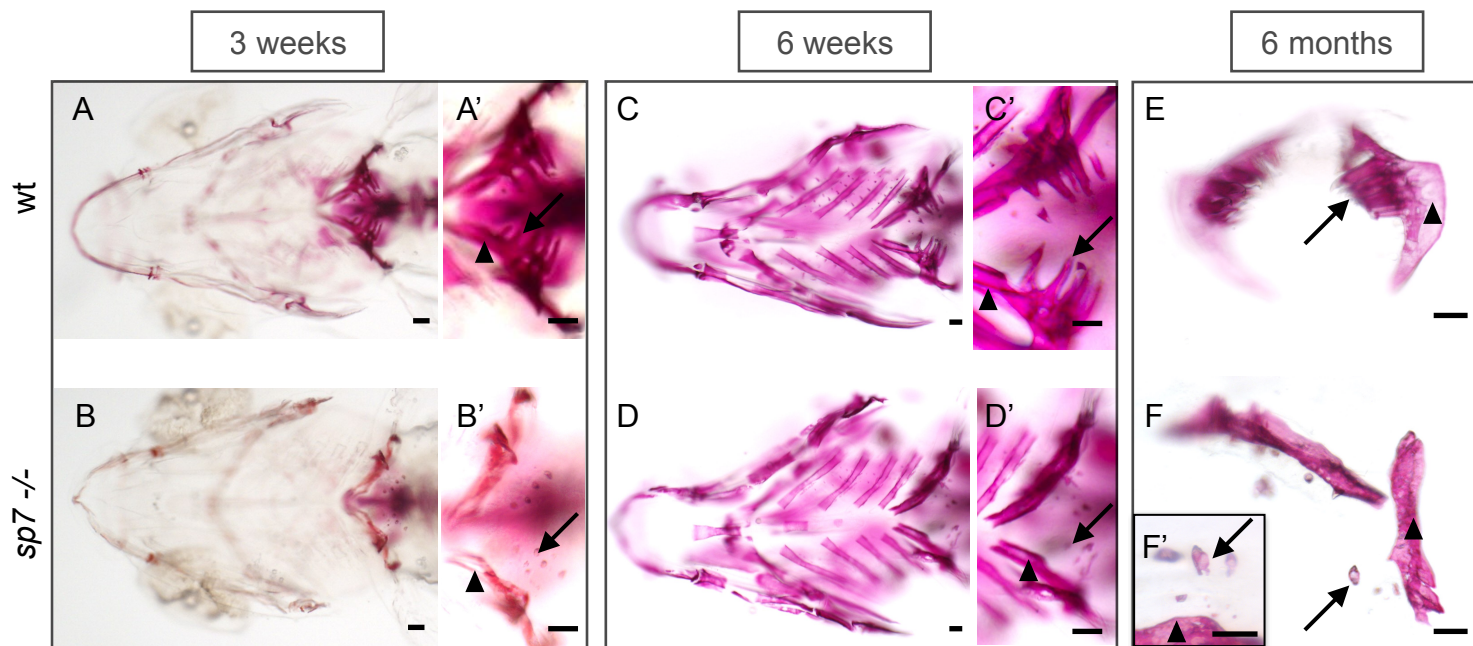 3 weeks
6 weeks
6 months
wt
A
A'
C
C'
E
sp7 -/-
B
B'
D
D'
F
F'